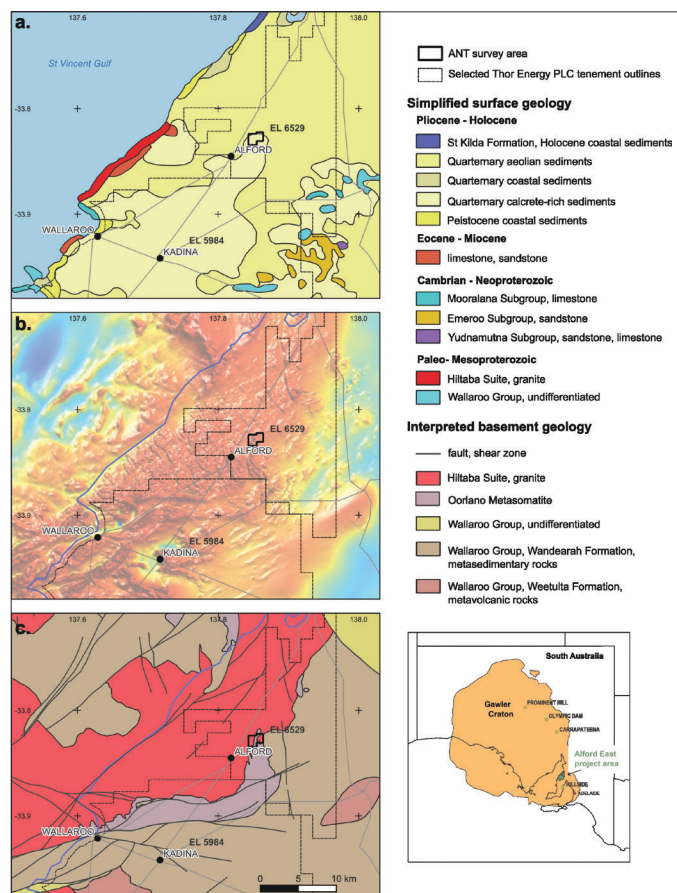 a.
137.6
137.8
138.0
St Vincent Gulf
-33.8
EL 6529
ALFORD
-33.9
WALLAROO
EL 5984
KADINA
b.
137.6
137.8
138.0
-33.8
EL 6529
ALFORD
-33.9
WALLAROO
EL 5984
KADINA
c.
137.6
137.8
138.0
-33.8
EL 6529
ALFORD
-33.9
WALLAROO
EL 5984
KADINA
0 5 10 km
ANT survey area
Selected Thor Energy PLC tenement outlines
Simplified surface geology
Pliocene - Holocene
St Kilda Formation, Holocene coastal sediments
Quaternary aeolian sediments
Quaternary coastal sediments
Quaternary calcrete-rich sediments
Peistocene coastal sediments
Eocene - Miocene
limestone, sandstone
Cambrian - Neoproterozoic
Mooralana Subgroup, limestone
Emeroo Subgroup, sandstone
Yudnamutna Subgroup, sandstone, limestone
Paleo- Mesoproterozoic
Hiltaba Suite, granite
Wallaroo Group, undifferentiated
Interpreted basement geology
fault, shear zone
Hiltaba Suite, granite
Oorlano Metasomatite
Wallaroo Group, undifferentiated
Wallaroo Group, Wandearah Formation,
metasedimentary rocks
Wallaroo Group, Weetulta Formation,
metavolcanic rocks
South Australia
Gawler
Craton
PROMINENT HILL
OLYMPIC DAM
CARRAPATEENA
Alford East
project area
HILLSIDE
ADELAIDE